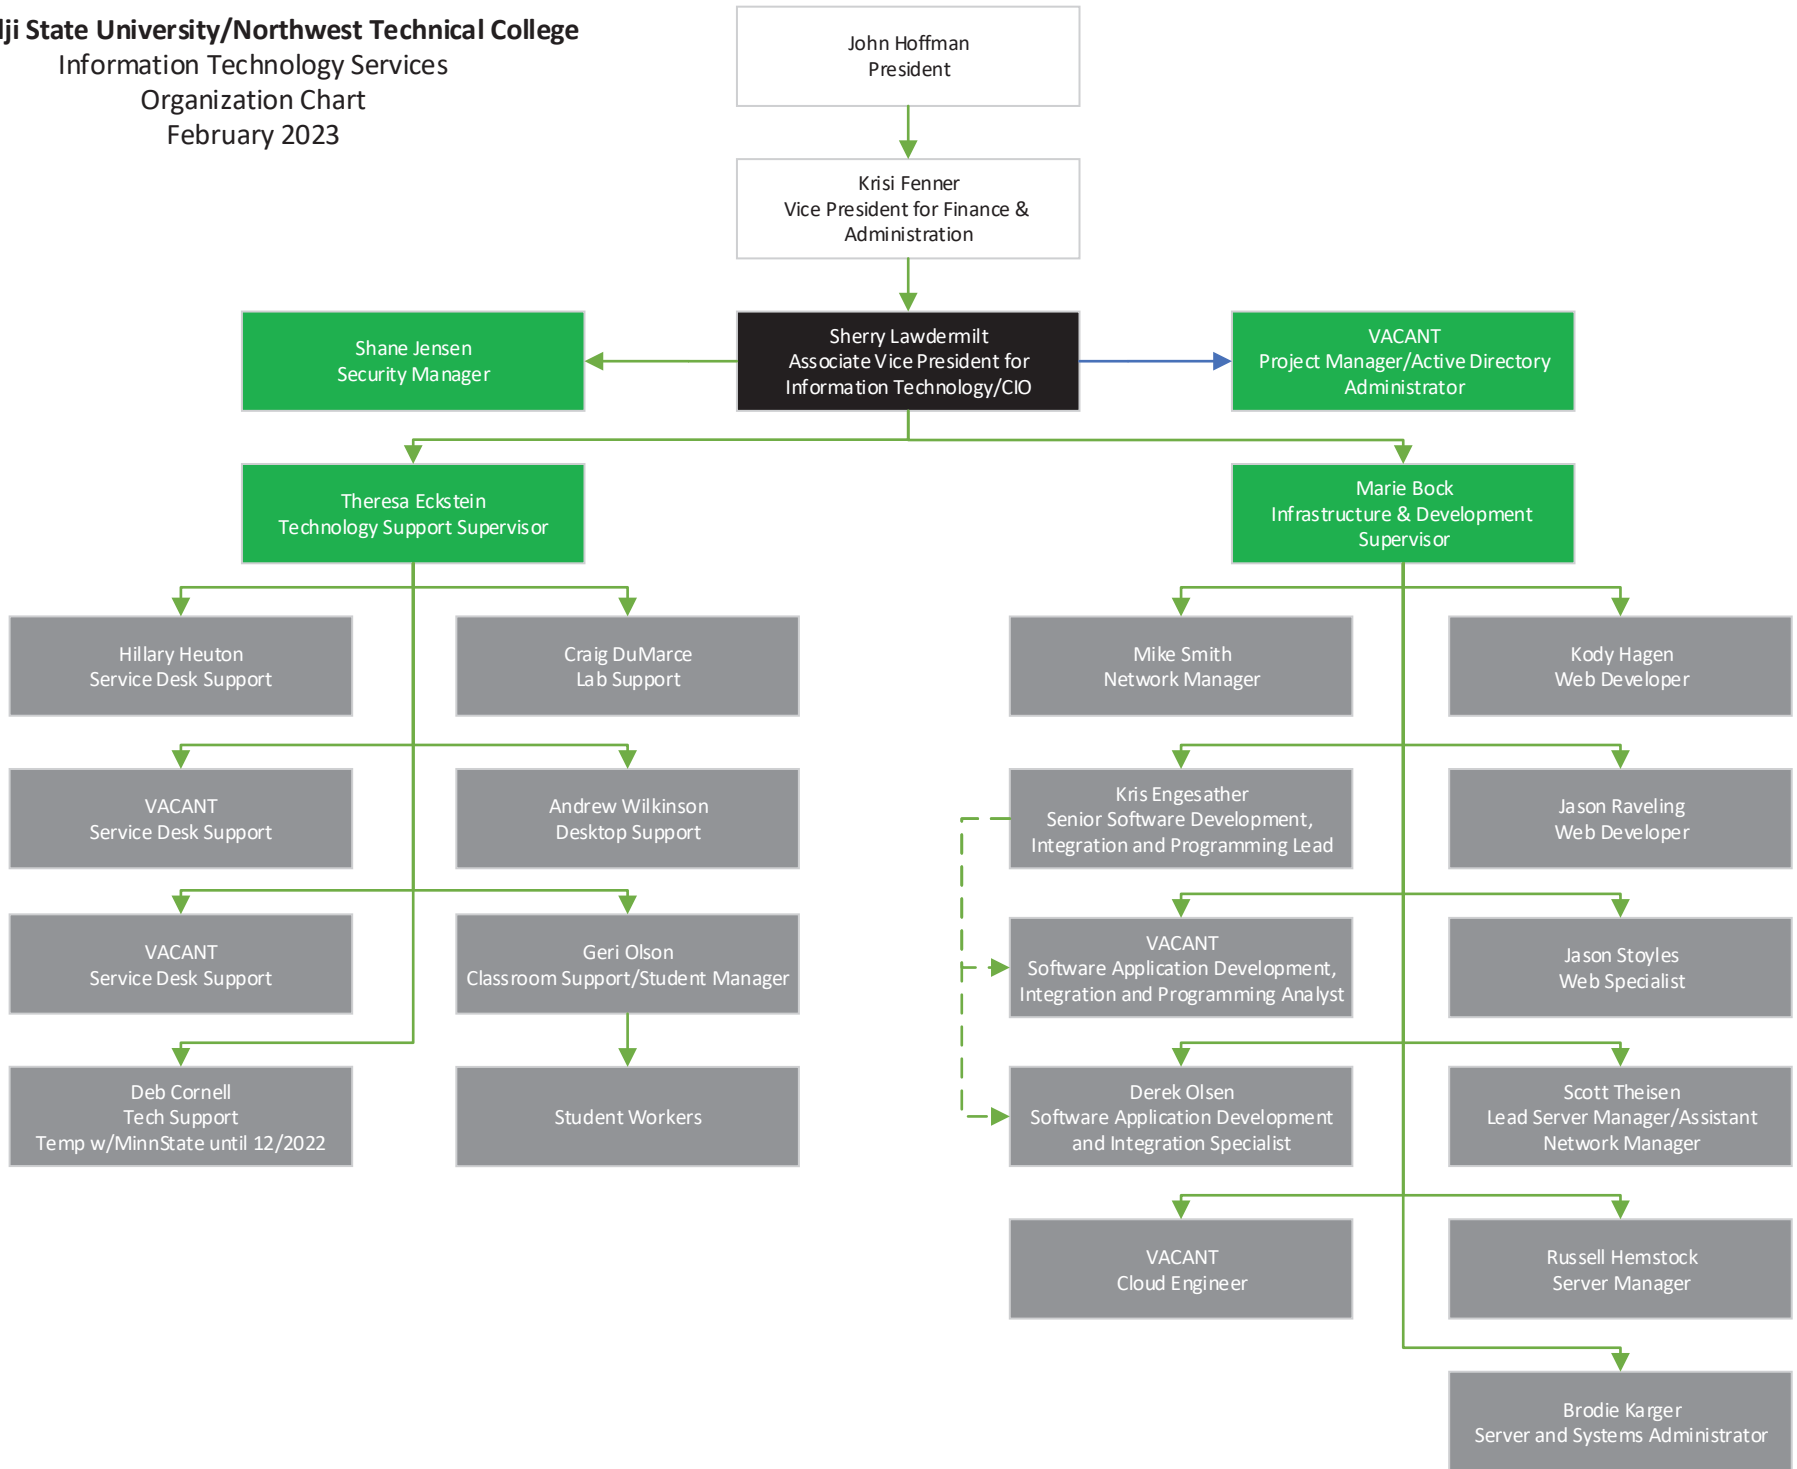 lji State University/Northwest Technical College
Information Technology Services
Organization Chart
February 2023
John Hoffman
President
Krisi Fenner
Vice President for Finance &
Administration
Shane Jensen
Security Manager
Sherry Lawdermilt
Associate Vice President for
Information Technology/CIO
VACANT
Project Manager/Active Directory
Administrator
Theresa Eckstein
Technology Support Supervisor
Marie Bock
Infrastructure & Development
Supervisor
Hillary Heuton
Service Desk Support
Craig DuMarce
Lab Support
Mike Smith
Network Manager
Kody Hagen
Web Developer
VACANT
Service Desk Support
Andrew Wilkinson
Desktop Support
Kris Engesather
Senior Software Development,
Integration and Programming Lead
Jason Raveling
Web Developer
VACANT
Service Desk Support
Geri Olson
Classroom Support/Student Manager
VACANT
Software Application Development,
Integration and Programming Analyst
Jason Stoyles
Web Specialist
Deb Cornell
Tech Support
Temp w/MinnState until 12/2022
Student Workers
Derek Olsen
Software Application Development
and Integration Specialist
Scott Theisen
Lead Server Manager/Assistant
Network Manager
VACANT
Cloud Engineer
Russell Hemstock
Server Manager
Brodie Karger
Server and Systems Administrator